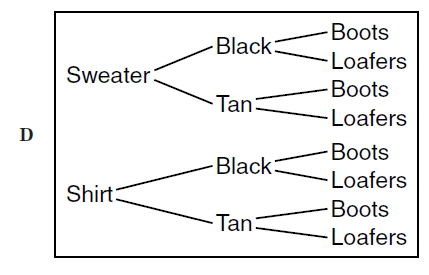 Boots
Black
Loafers
Sweater
Boots
Tan
Loafers
D
Boots
Black
Loafers
Shirt
Boots
Tan
Loafers